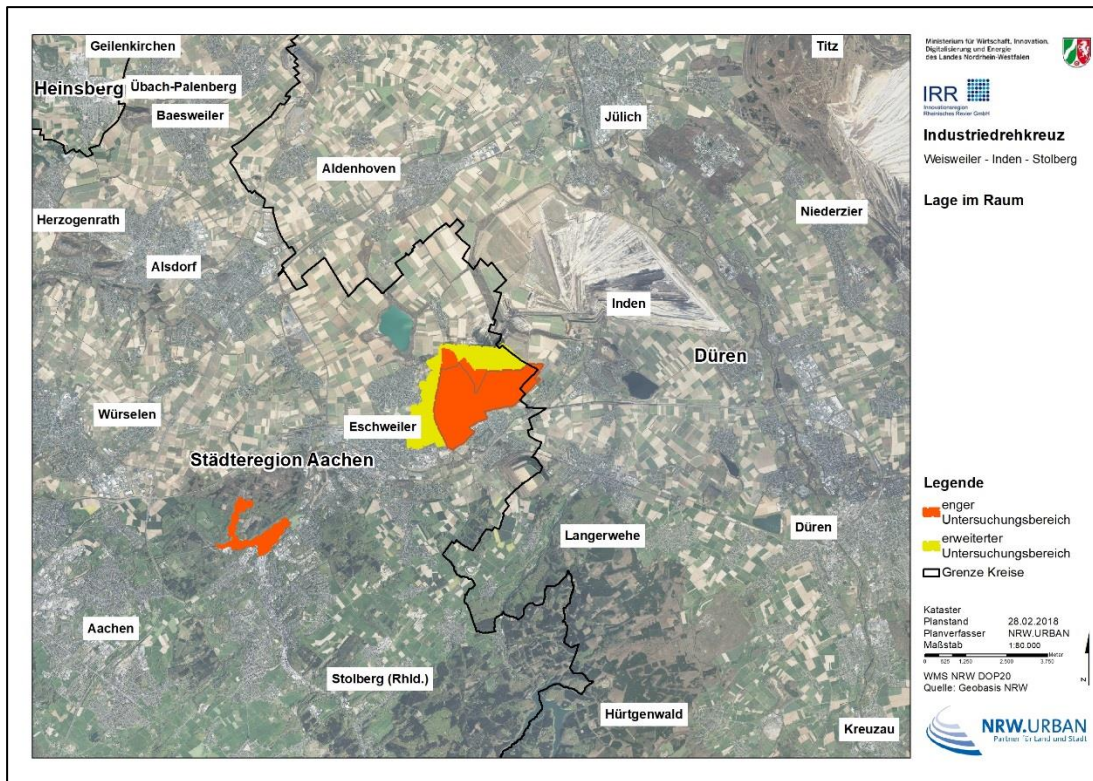 Geilenkirchen
Titz
Heinsberg
Übach-Palenberg
Baesweiler
Jülich
Aldenhoven
Niederzier
Herzogenrath
Alsdorf
Inden
Düren
Würselen
Eschweiler
Städteregion Aachen
Düren
Langerwehe
Aachen
Stolberg (Rhld.)
Hürtgenwald
Kreuzau
Ministerium für Wirtschaft, Innovation,
Digitalisierung und Energie
des Landes Nordrhein-Westfalen
IRR
Innovationsregion
Rheinisches Revier GmbH
Industriedrehkreuz
Weisweiler - Inden - Stolberg
Lage im Raum
Legende
enger
Untersuchungsbereich
erweiterter
Untersuchungsbereich
Grenze Kreise
Kataster
Planstand 28.02.2018
Planverfasser NRW.URBAN
Maßstab 1:80.000
Meter
0 625 1.250 2.500 3.750
WMS NRW DOP20
Quelle: Geobasis NRW
N
NRW.URBAN
Partner für Land und Stadt